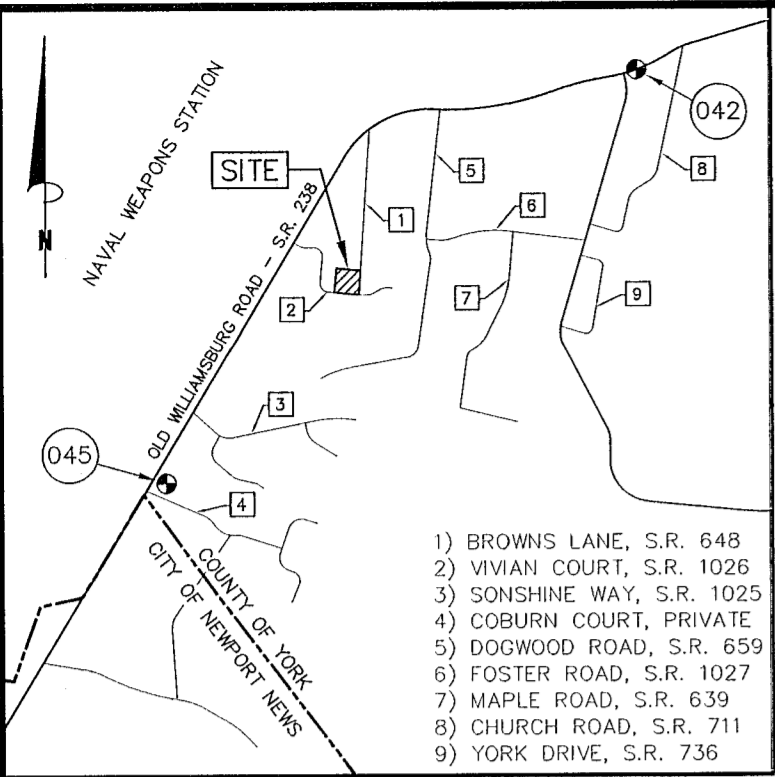 NAVAL WEAPONS STATION
N
SITE
OLD WILLIAMSBURG ROAD - S.R. 238
042
045
1
2
3
4
5
6
7
8
9
COUNTY OF YORK
CITY OF NEWPORT NEWS
1) BROWNS LANE, S.R. 648
2) VIVIAN COURT, S.R. 1026
3) SONSHINE WAY, S.R. 1025
4) COBURN COURT, PRIVATE
5) DOGWOOD ROAD, S.R. 659
6) FOSTER ROAD, S.R. 1027
7) MAPLE ROAD, S.R. 639
8) CHURCH ROAD, S.R. 711
9) YORK DRIVE, S.R. 736